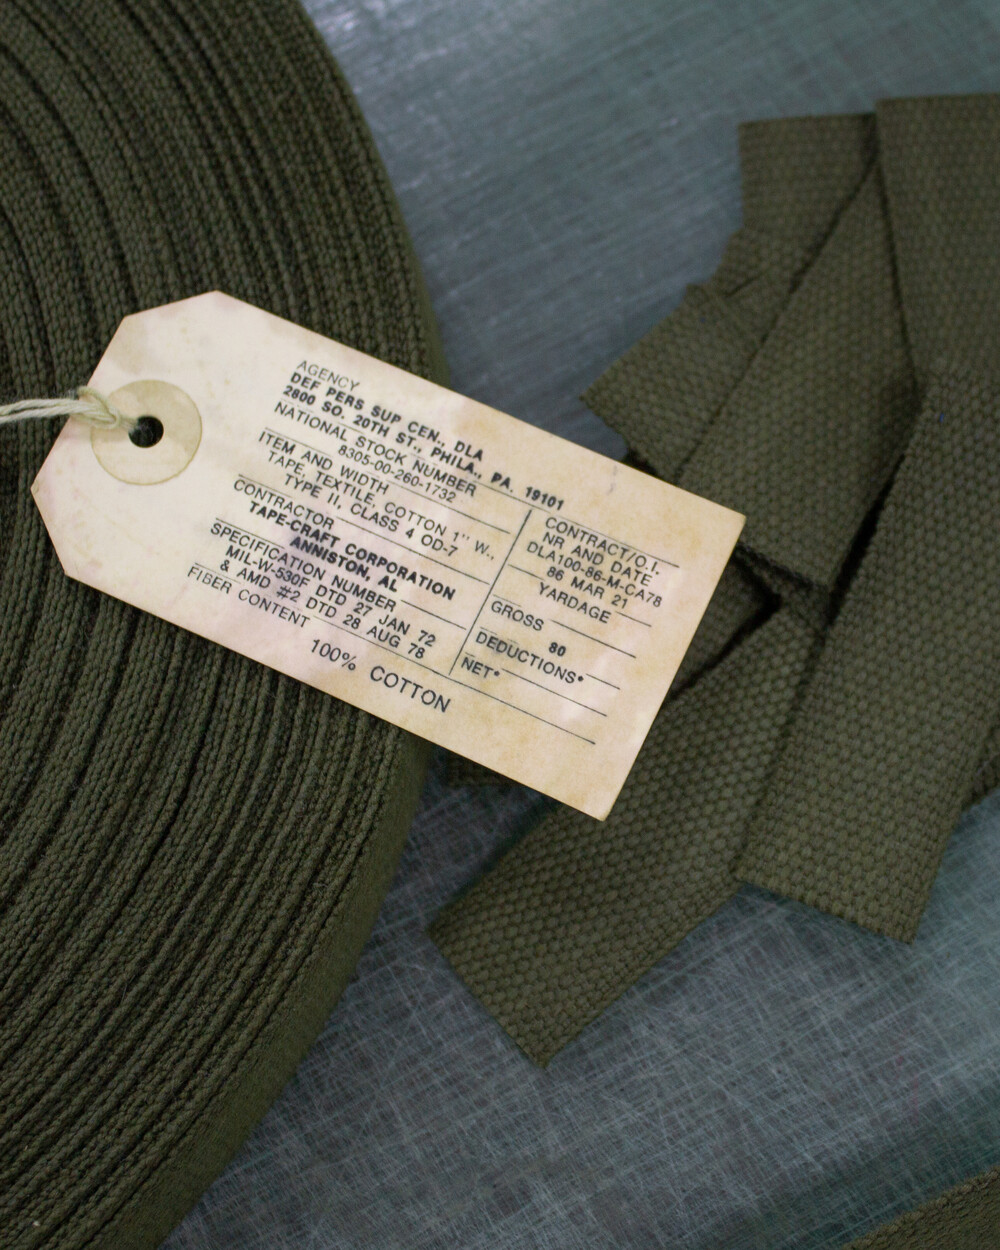 AGENCY
DEF PERS SUP CEN., DLA
2800 SO. 20TH ST., PHILA., PA. 19101
NATIONAL STOCK NUMBER
8305-00-260-1732
ITEM AND WIDTH
TAPE, TEXTILE, COTTON 1" W.,
TYPE II, CLASS 4 OD-7
CONTRACTOR
TAPE-CRAFT CORPORATION
ANNISTON, AL
SPECIFICATION NUMBER
MIL-W-530F DTD 27 JAN 72
& AMD #2 DTD 28 AUG 78
FIBER CONTENT
100% COTTON
CONTRACT/O.I.
NR AND DATE
DLA100-86-M-CA78
86 MAR 21
YARDAGE
GROSS
80
DEDUCTIONS*
NET*